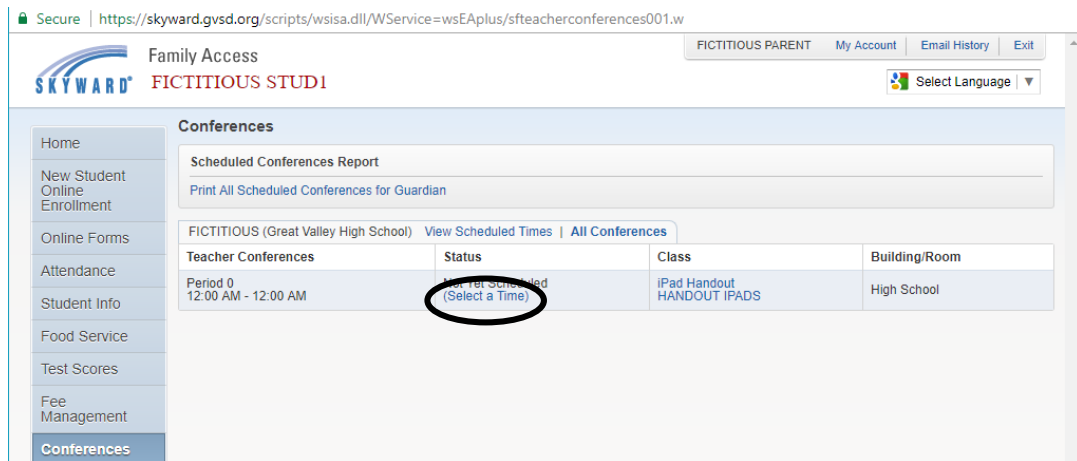 Secure | https://skyward.gvsd.org/scripts/wsisa.dll/WService=wsEAplus/sfteacherconferences001.w
SKYWARD®
Family Access
FICTITIOUS STUD1
FICTITIOUS PARENT My Account Email History Exit
Select Language ▼
Home
New Student
Online
Enrollment
Online Forms
Attendance
Student Info
Food Service
Test Scores
Fee
Management
Conferences
Conferences
Scheduled Conferences Report
Print All Scheduled Conferences for Guardian
FICTITIOUS (Great Valley High School) View Scheduled Times | All Conferences
Teacher Conferences Status Class Building/Room
Period 0 Not Yet Scheduled iPad Handout High School
12:00 AM - 12:00 AM (Select a Time) HANDOUT IPADS